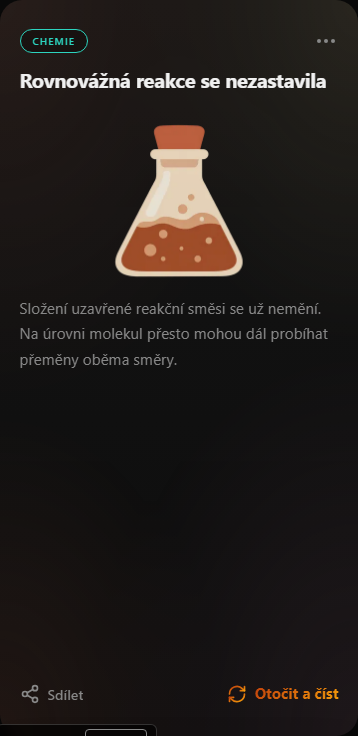 CHEMIE
Rovnovážná reakce se nezastavila
Složení uzavřené reakční směsi se už nemění.
Na úrovni molekul přesto mohou dál probíhat
přeměny oběma směry.
Sdílet
Otočit a číst